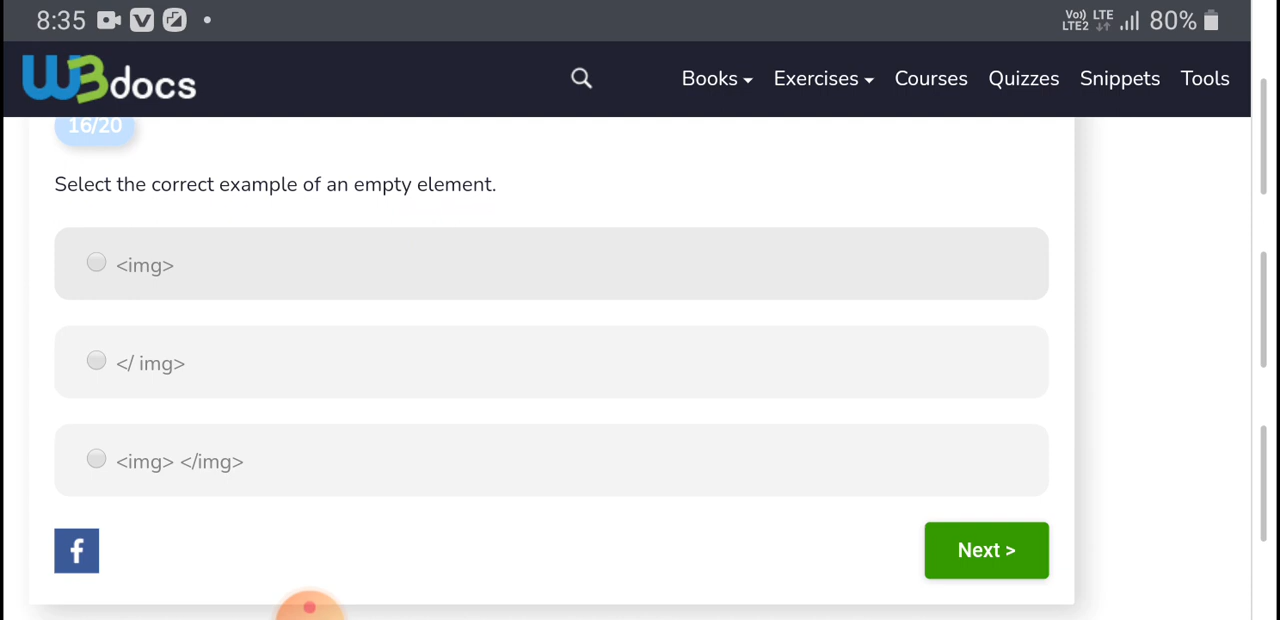 8:35 Vo) LTE LTE2 80%
W3docs Books Exercises Courses Quizzes Snippets Tools
16/20
Select the correct example of an empty element.
<img>
</ img>
<img> </img>
f Next >